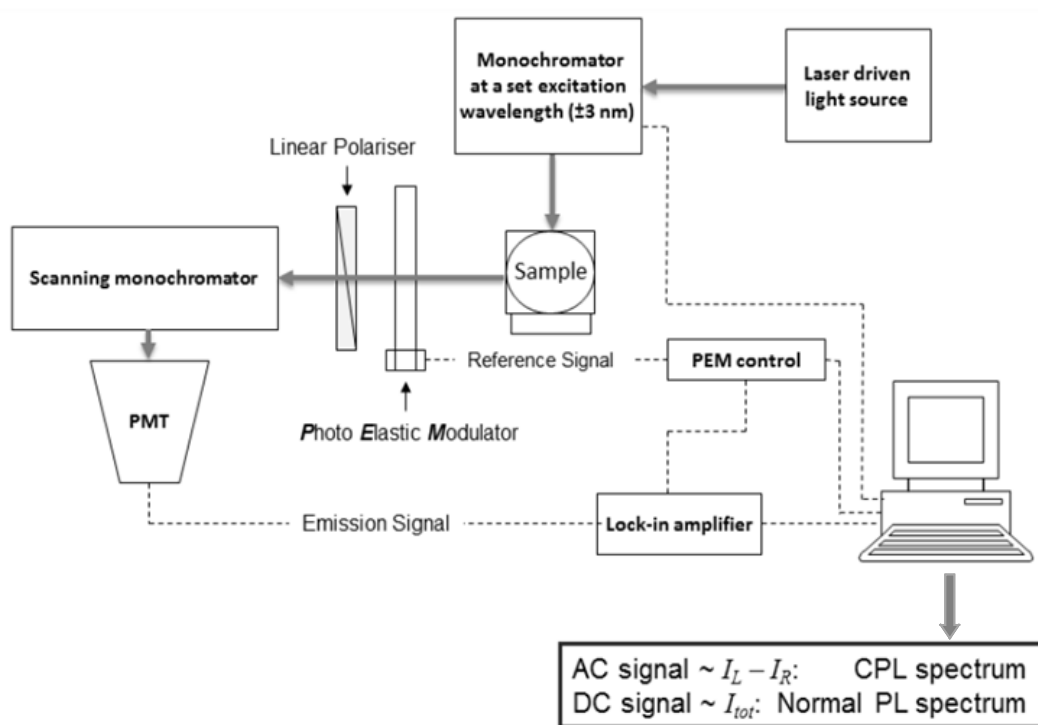 Monochromator
at a set excitation
wavelength (±3 nm)
Laser driven
light source
Linear Polariser
Scanning monochromator
Sample
Reference Signal
PEM control
PMT
Photo Elastic Modulator
Emission Signal
Lock-in amplifier
AC signal ~ I_L – I_R: CPL spectrum
DC signal ~ I_tot: Normal PL spectrum